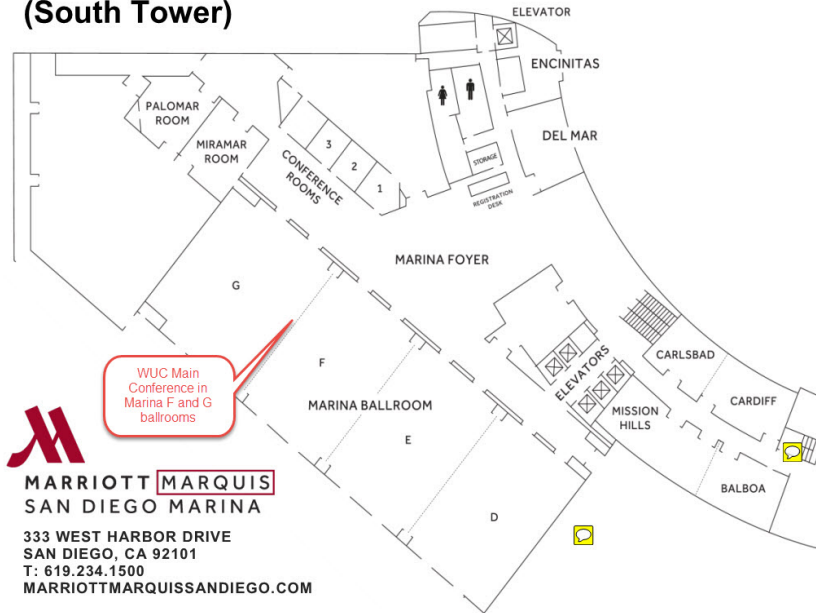 (South Tower)
ELEVATOR
ENCINITAS
DEL MAR
STORAGE
REGISTRATION
DESK
PALOMAR
ROOM
MIRAMAR
ROOM
CONFERENCE
ROOMS
3
2
1
MARINA FOYER
G
F
MARINA BALLROOM
E
D
ELEVATORS
CARLSBAD
CARDIFF
MISSION
HILLS
BALBOA
WUC Main
Conference in
Marina F and G
ballrooms
MARRIOTT MARQUIS
SAN DIEGO MARINA
333 WEST HARBOR DRIVE
SAN DIEGO, CA 92101
T: 619.234.1500
MARRIOTTMARQUISSANDIEGO.COM